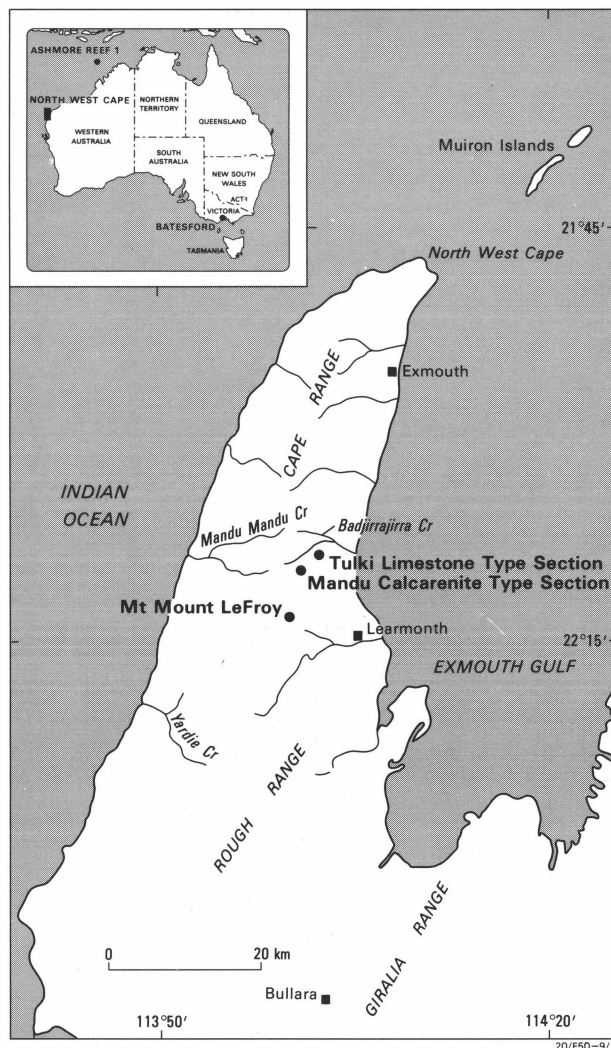 ASHMORE REEF 1
NORTH WEST CAPE
NORTHERN
TERRITORY
QUEENSLAND
WESTERN
AUSTRALIA
SOUTH
AUSTRALIA
NEW SOUTH
WALES
ACT
VICTORIA
BATESFORD
TASMANIA
Muiron Islands
21°45'
North West Cape
Exmouth
CAPE RANGE
INDIAN
OCEAN
Mandu Mandu Cr
Badjirrajirra Cr
Tulki Limestone Type Section
Mandu Calcarenite Type Section
Mt Mount LeFroy
Learmonth
22°15'
EXMOUTH GULF
Yardie Cr
ROUGH RANGE
GIRALIA RANGE
0 20 km
Bullara
113°50' 114°20'